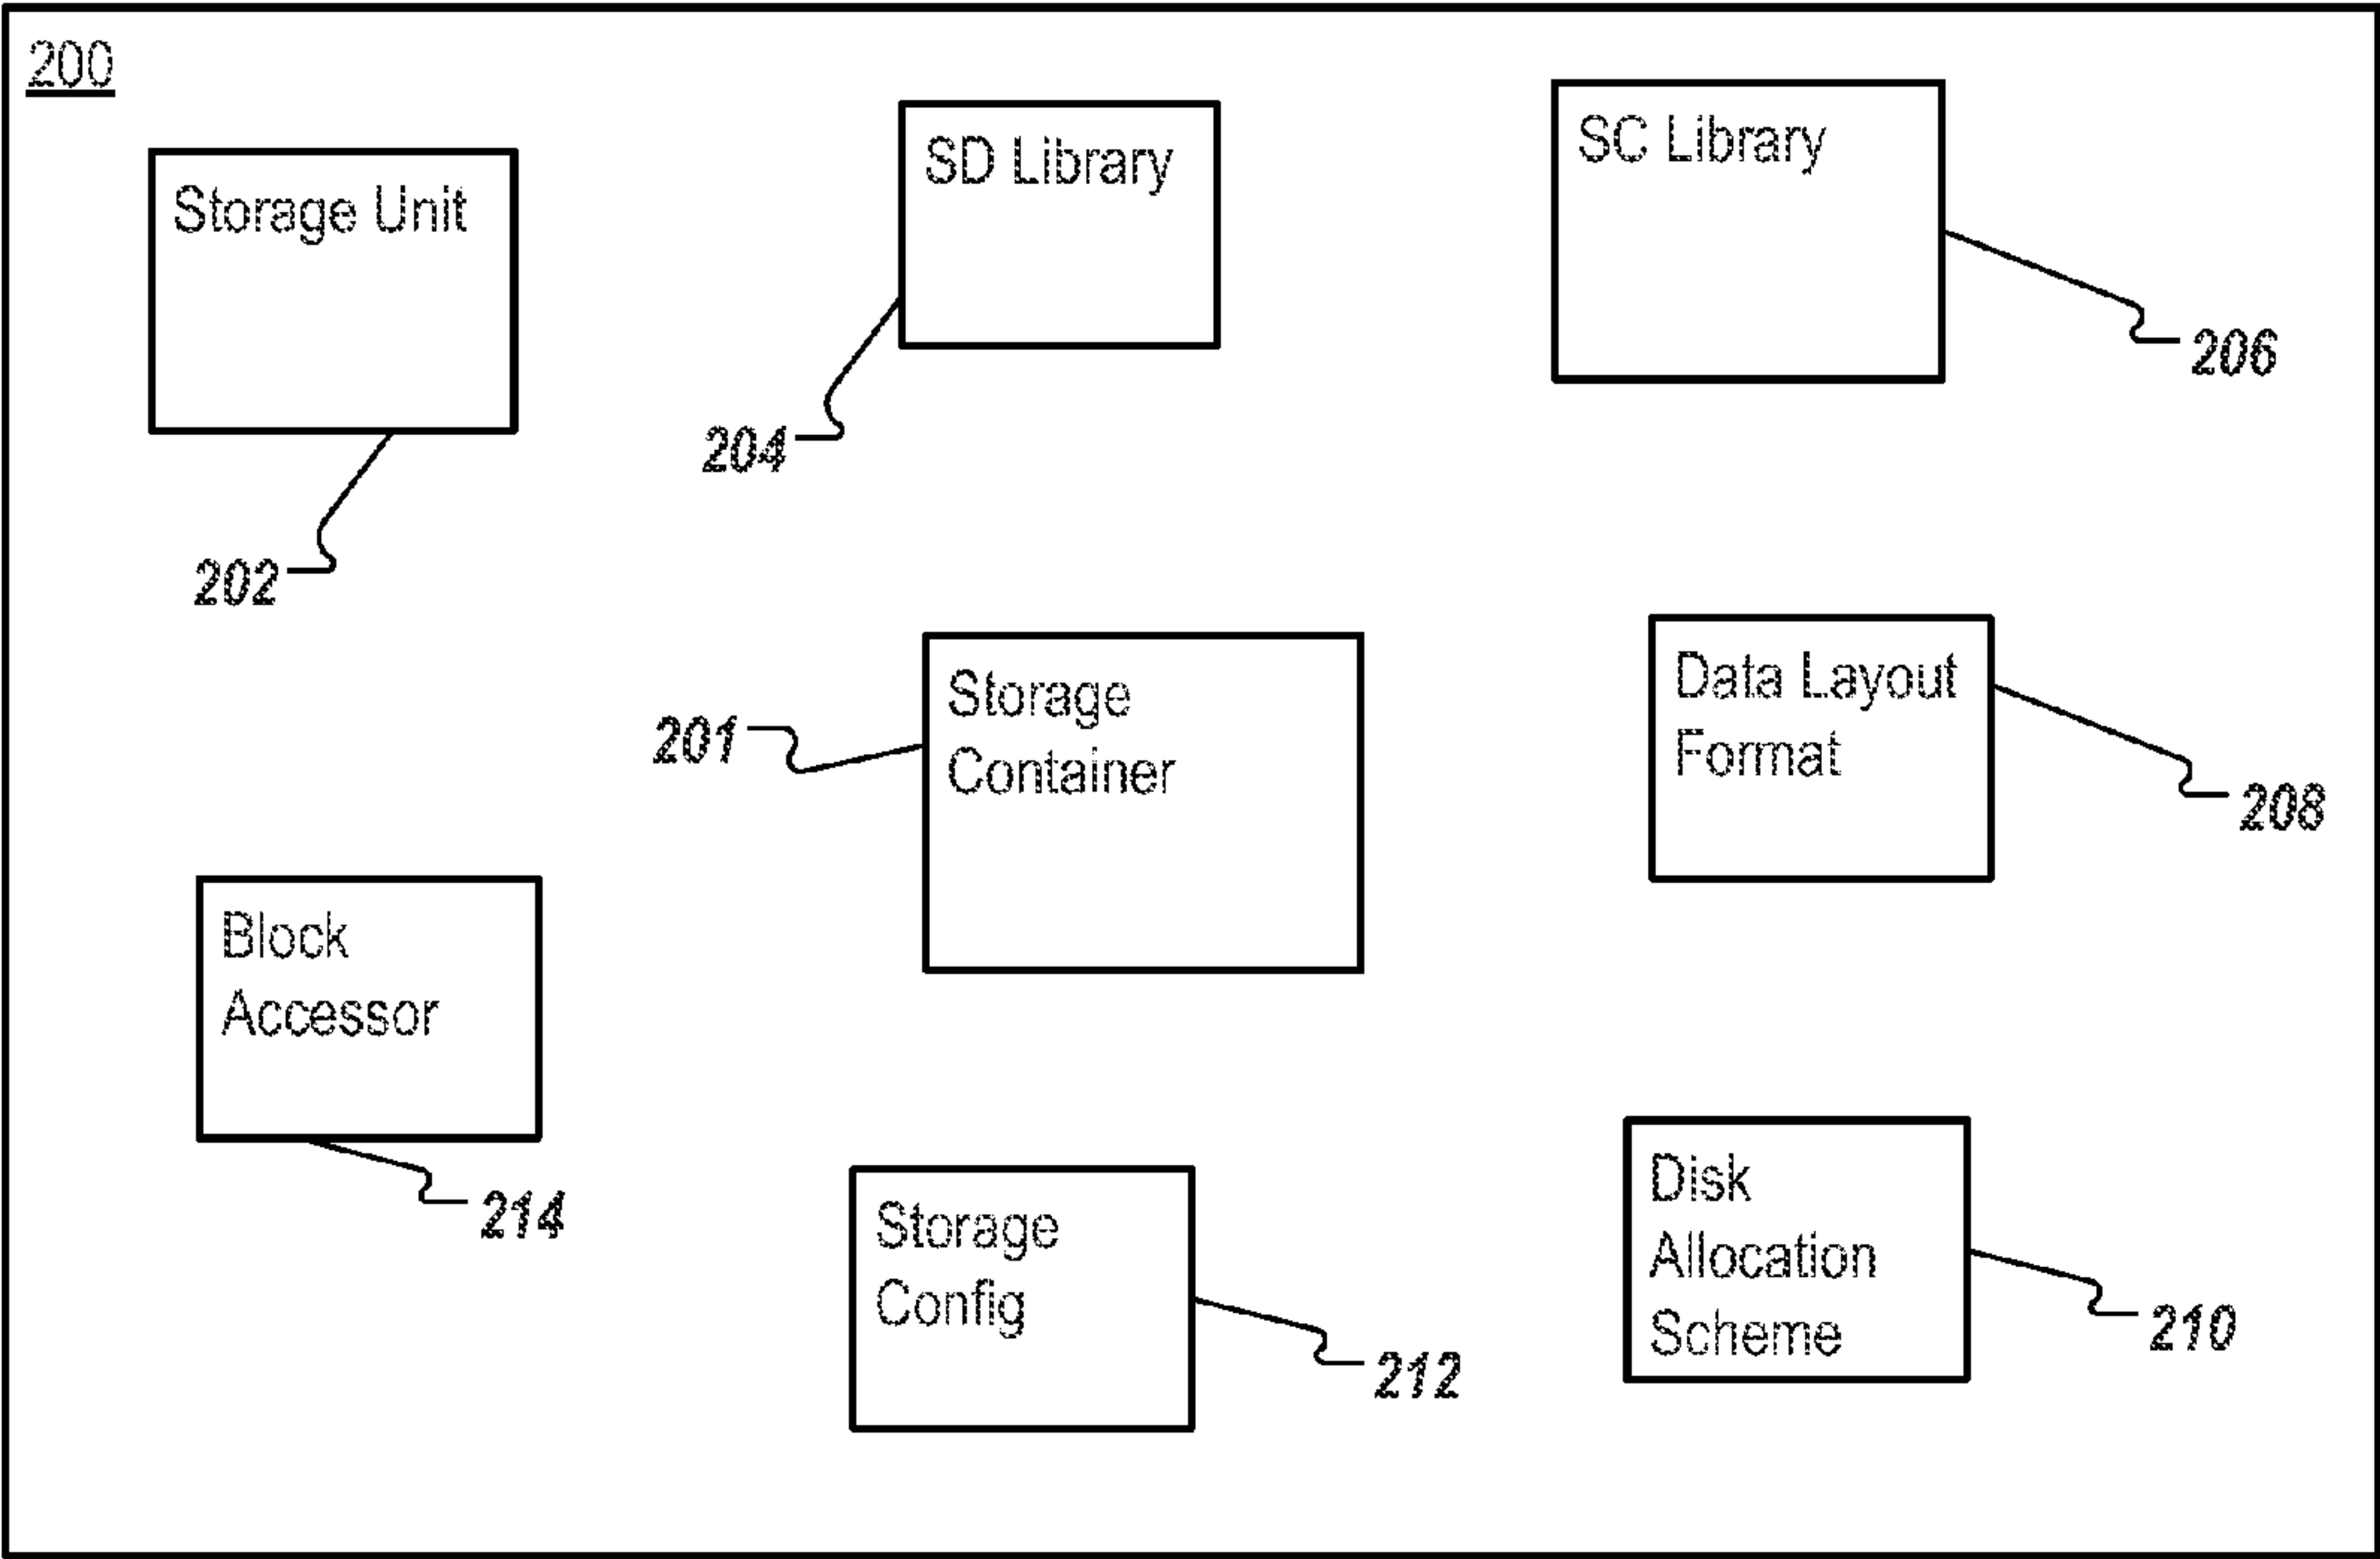 200
Storage Unit
SD Library
SC Library
206
204
202
Storage
Container
201
Data Layout
Format
208
Block
Accessor
214
Storage
Config
212
Disk
Allocation
Scheme
210